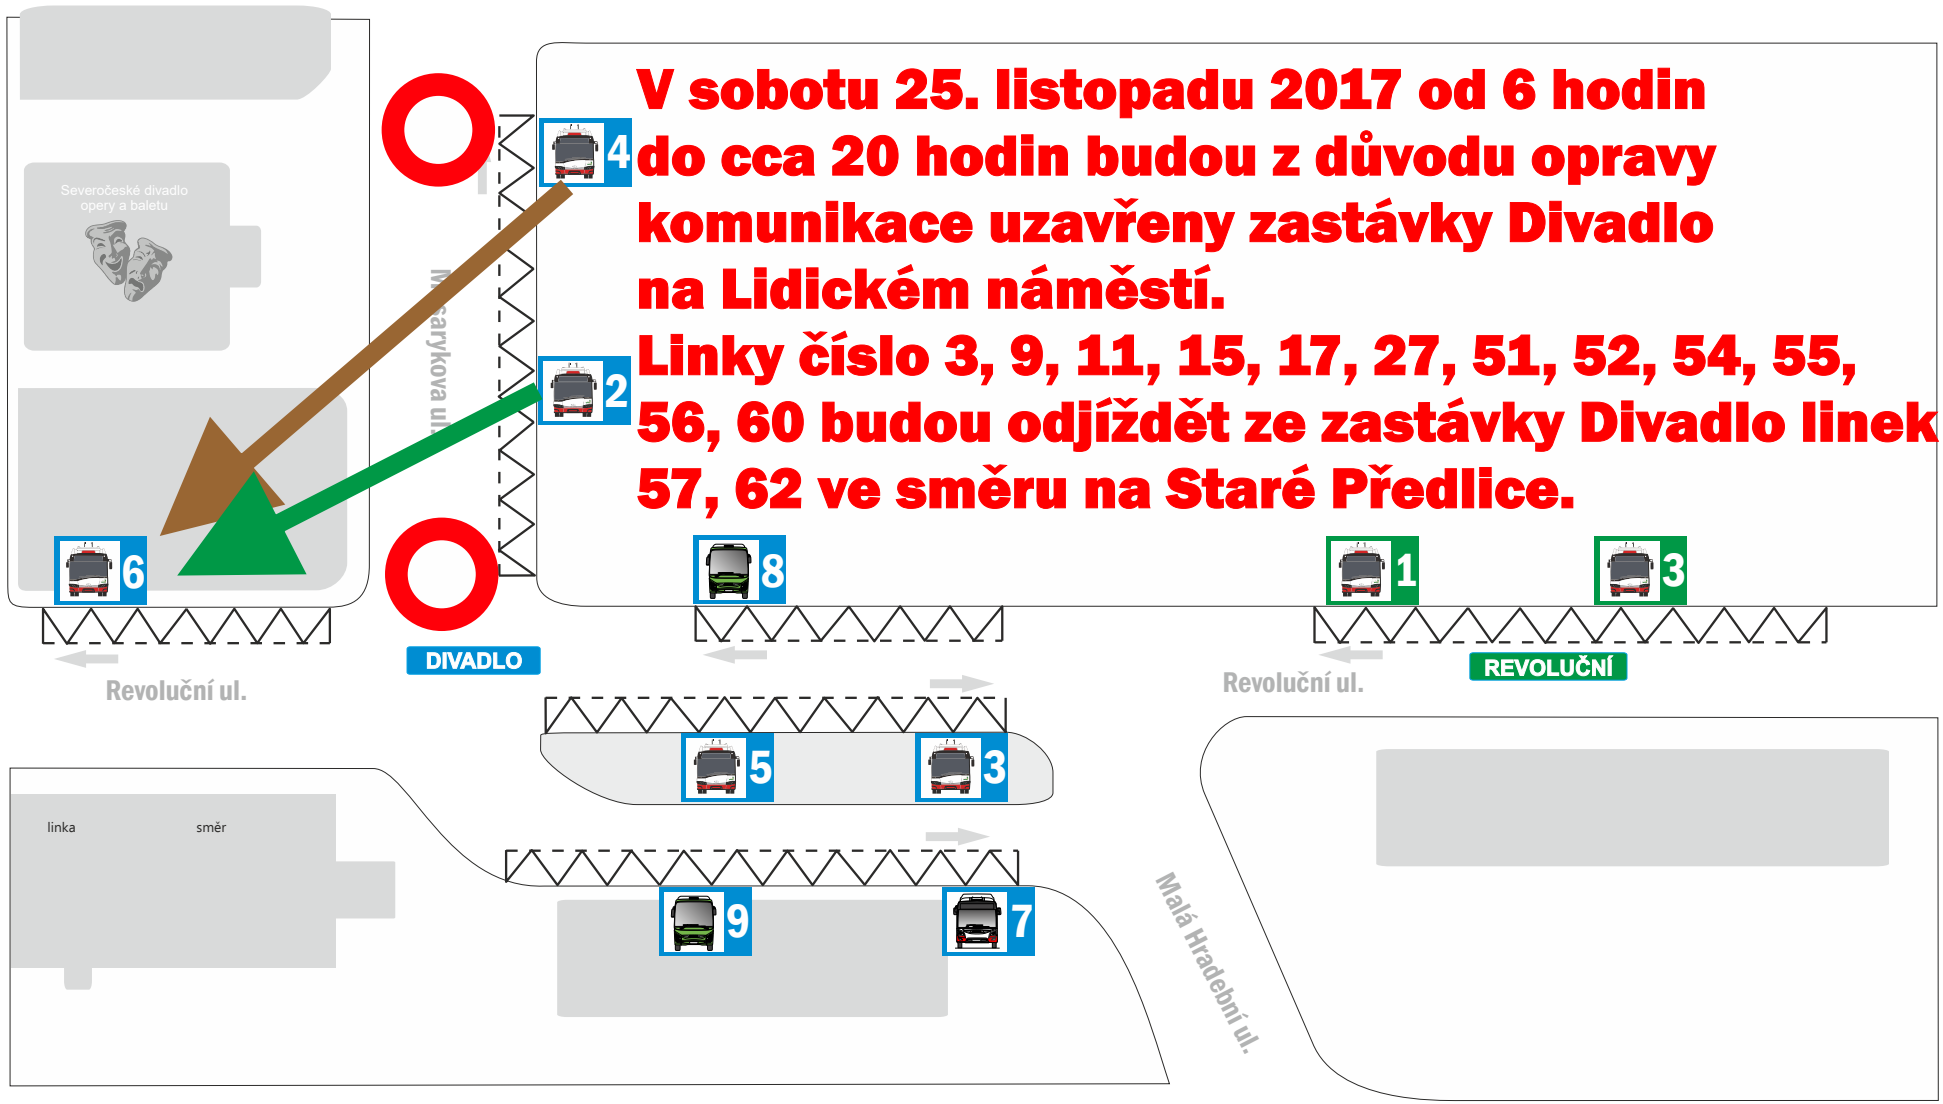 V sobotu 25. listopadu 2017 od 6 hodin
do cca 20 hodin budou z důvodu opravy
komunikace uzavřeny zastávky Divadlo
na Lidickém náměstí.
Linky číslo 3, 9, 11, 15, 17, 27, 51, 52, 54, 55,
56, 60 budou odjíždět ze zastávky Divadlo linek
57, 62 ve směru na Staré Předlice.
4
Severočeské divadlo
opery a baletu
Masarykova ul.
2
6
8
1
3
DIVADLO
REVOLUČNÍ
Revoluční ul.
Revoluční ul.
5
3
linka
směr
9
7
Malá Hradební ul.